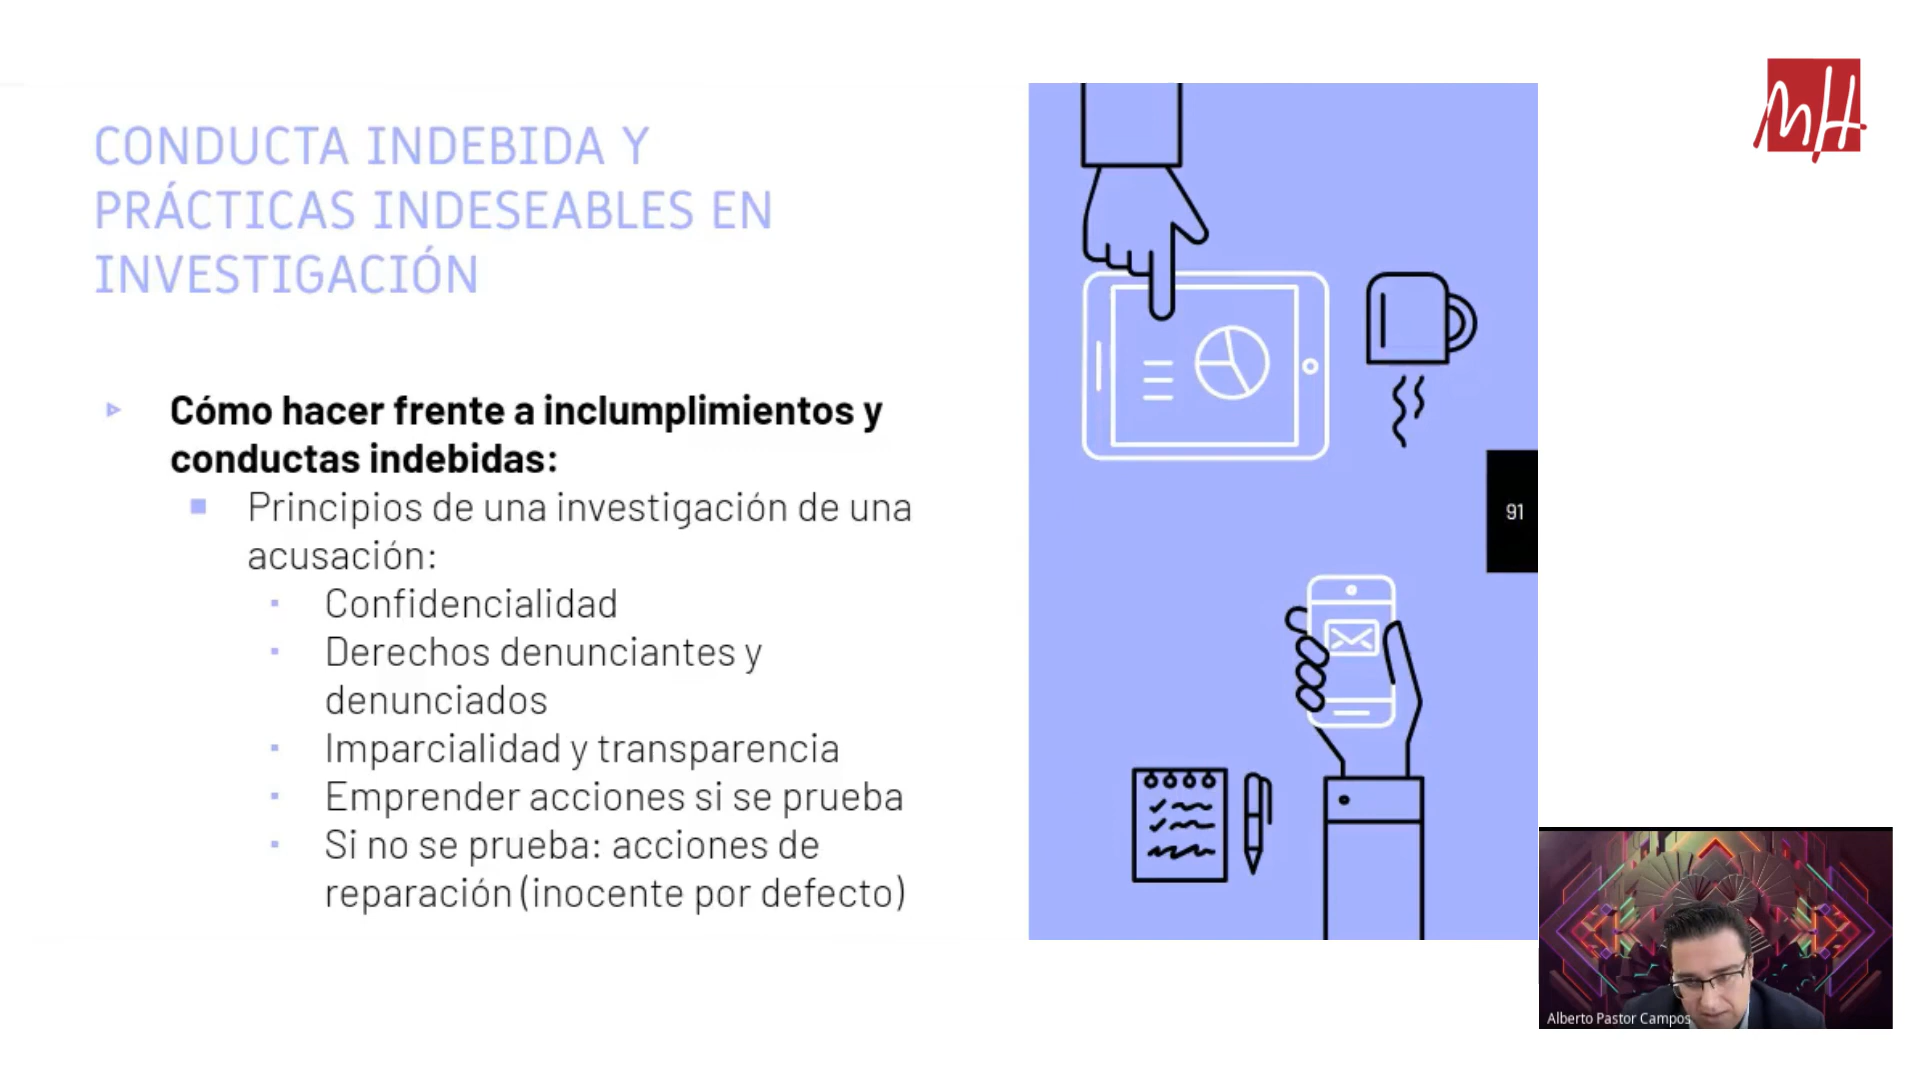 CONDUCTA INDEBIDA Y
PRÁCTICAS INDESEABLES EN
INVESTIGACIÓN
Cómo hacer frente a inclumplimientos y
conductas indebidas:
Principios de una investigación de una
acusación:
Confidencialidad
Derechos denunciantes y
denunciados
Imparcialidad y transparencia
Emprender acciones si se prueba
Si no se prueba: acciones de
reparación (inocente por defecto)
91
MH
Alberto Pastor Campos